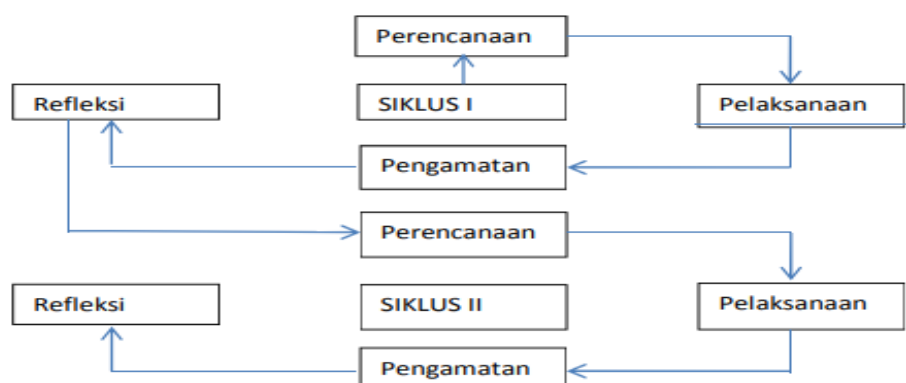 Perencanaan
Refleksi
SIKLUS I
Pelaksanaan
Pengamatan
Perencanaan
Refleksi
SIKLUS II
Pelaksanaan
Pengamatan